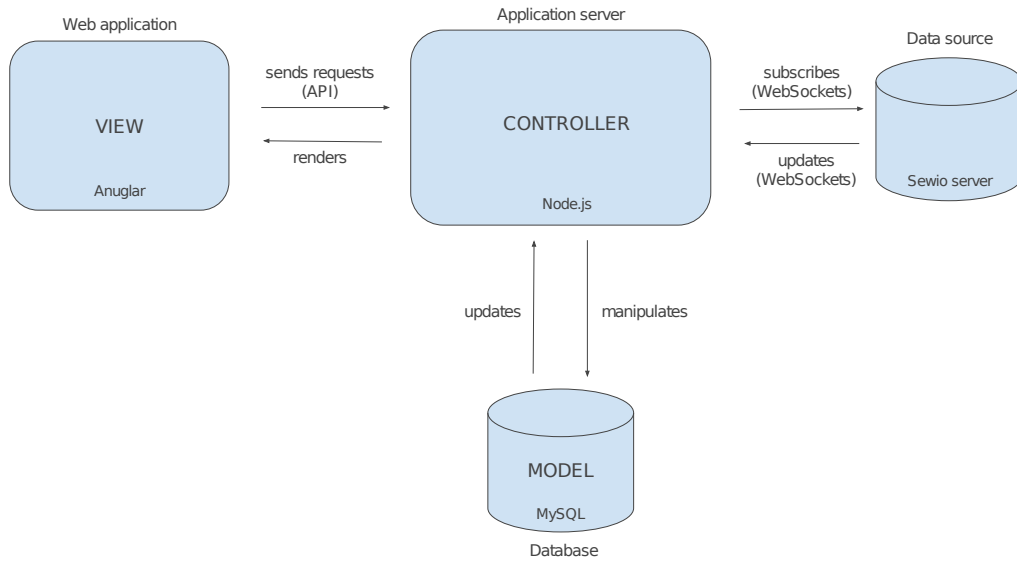 Web application
Application server
Data source
sends requests
(API)
subscribes
(WebSockets)
VIEW
CONTROLLER
renders
updates
(WebSockets)
Anuglar
Node.js
Sewio server
updates
manipulates
MODEL
MySQL
Database